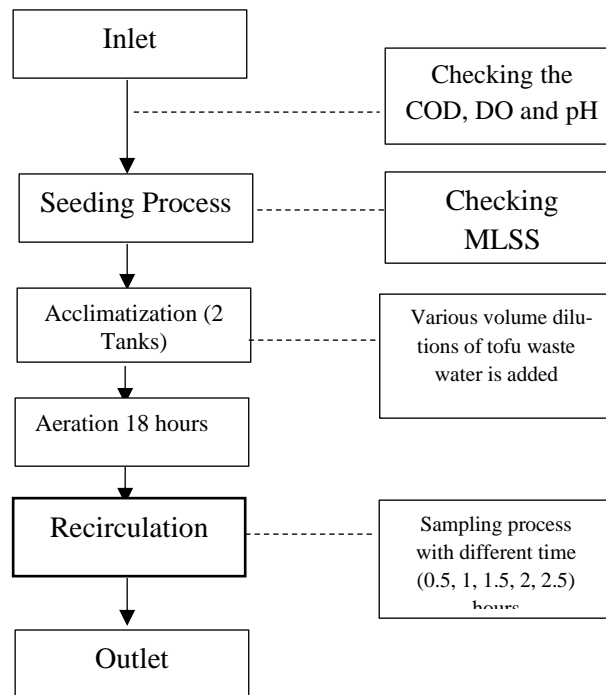 Inlet
Checking the
COD, DO and pH
Seeding Process
Checking
MLSS
Acclimatization (2
Tanks)
Various volume dilu-
tions of tofu waste
water is added
Aeration 18 hours
Recirculation
Sampling process
with different time
(0.5, 1, 1.5, 2, 2.5)
hours
Outlet